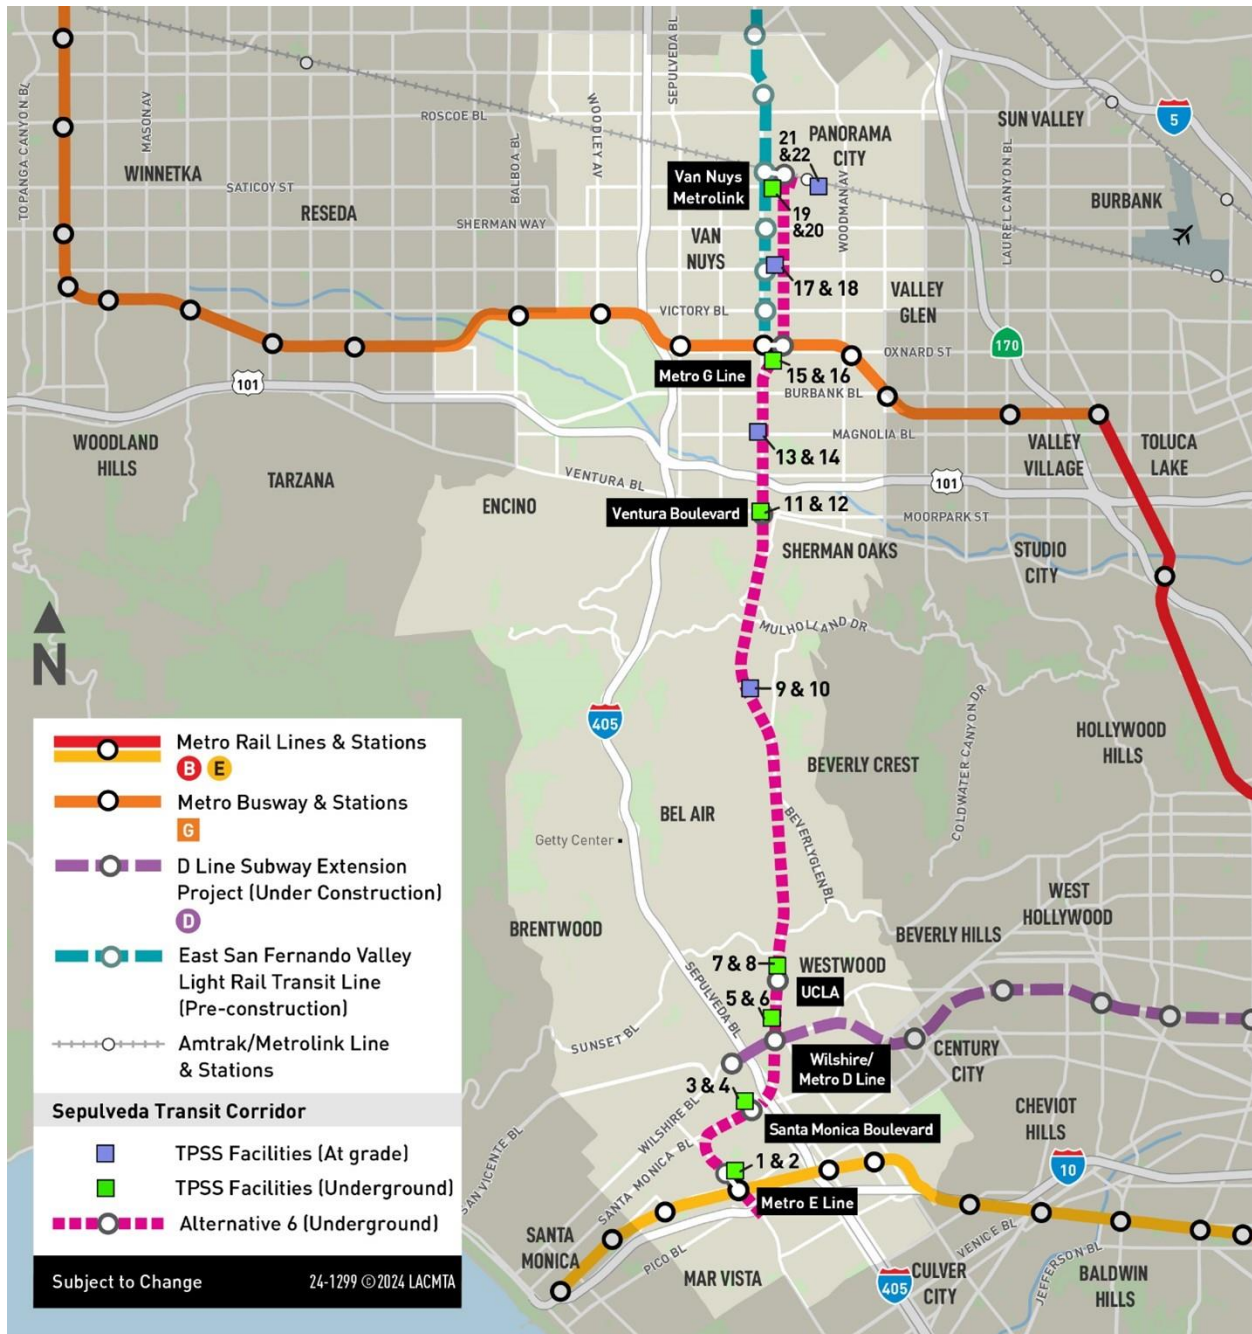 SEPULVEDA BL
TOPANGA CANYON BL
MASON AV
ROSCOE BL
BALBOA BL
WOODLEY AV
WINNETKA
SATICOY ST
RESEDA
SHERMAN WAY
21
&22
PANORAMA
CITY
SUN VALLEY
5
Van Nuys
Metrolink
19
&20
WOODMAN AV
LAUREL CANYON BL
BURBANK
VAN
NUYS
17 & 18
VALLEY
GLEN
VICTORY BL
170
OXNARD ST
Metro G Line
15 & 16
BURBANK BL
101
MAGNOLIA BL
WOODLAND
HILLS
TARZANA
VENTURA BL
13 & 14
VALLEY
VILLAGE
TOLUCA
LAKE
ENCINO
101
Ventura Boulevard
11 & 12
MOORPARK ST
SHERMAN OAKS
STUDIO
CITY
MULHOLLAND DR
N
9 & 10
405
COLDWATER CANYON DR
HOLLYWOOD
HILLS
BEVERLY CREST
BEL AIR
Getty Center
BEVERLY GLEN BL
WEST
HOLLYWOOD
BRENTWOOD
BEVERLY HILLS
7 & 8
WESTWOOD
SEPULVEDA BL
UCLA
5 & 6
SUNSET BL
Wilshire/
Metro D Line
CENTURY
CITY
3 & 4
WILSHIRE BL
Santa Monica Boulevard
CHEVIOT
HILLS
SAN VICENTE BL
SANTA MONICA BL
1 & 2
10
Metro E Line
SANTA
MONICA
PICO BL
MAR VISTA
VENICE BL
JEFFERSON BL
405
CULVER
CITY
BALDWIN
HILLS
Metro Rail Lines & Stations
B E
Metro Busway & Stations
G
D Line Subway Extension
Project (Under Construction)
D
East San Fernando Valley
Light Rail Transit Line
(Pre-construction)
Amtrak/Metrolink Line
& Stations
Sepulveda Transit Corridor
TPSS Facilities (At grade)
TPSS Facilities (Underground)
Alternative 6 (Underground)
Subject to Change 24-1299 ©2024 LACMTA